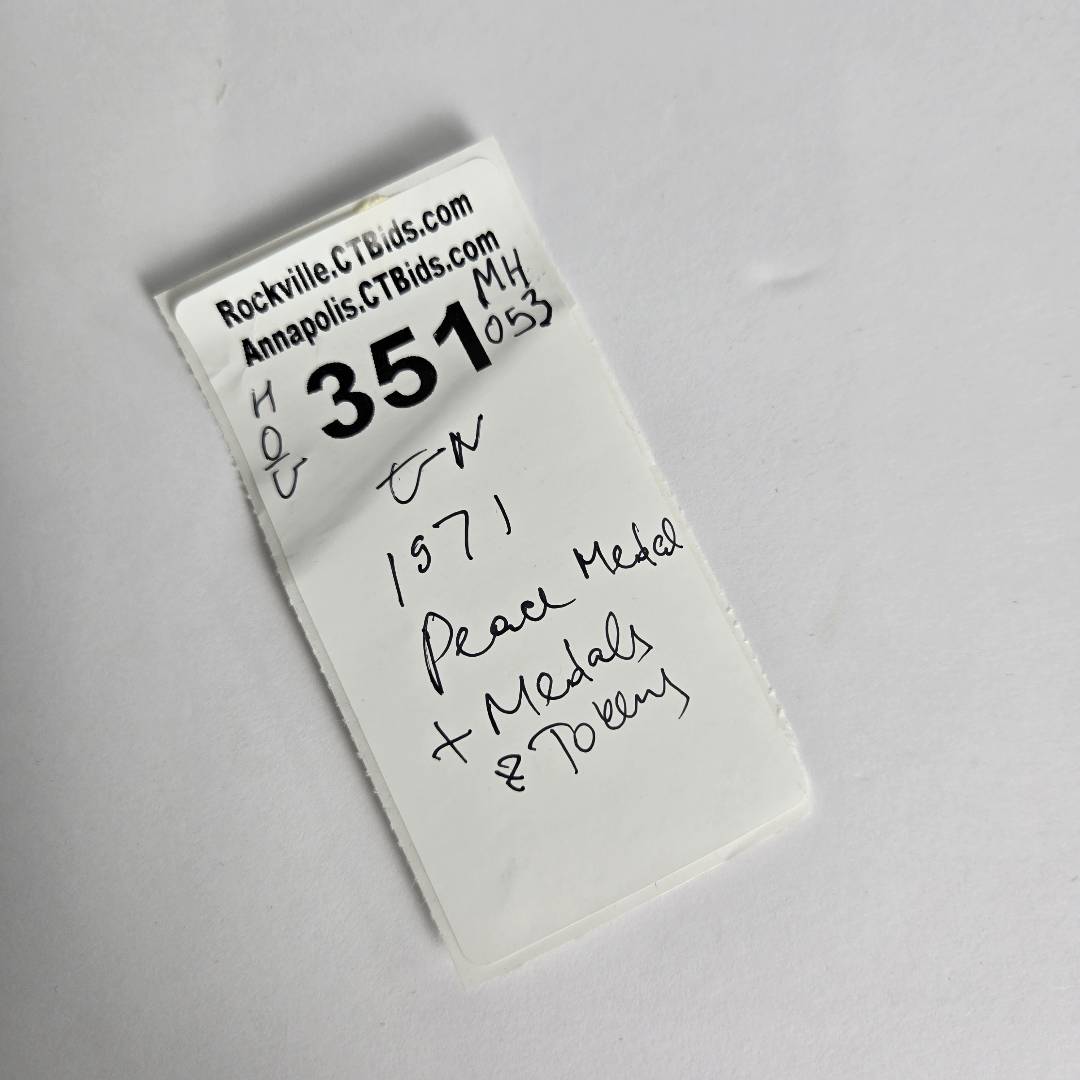 Rockville.CTBids.com
Annapolis.CTBids.com
MH
351 053
H
O
U
UN
1971
Peace Medal
+ Medals
& Tokens